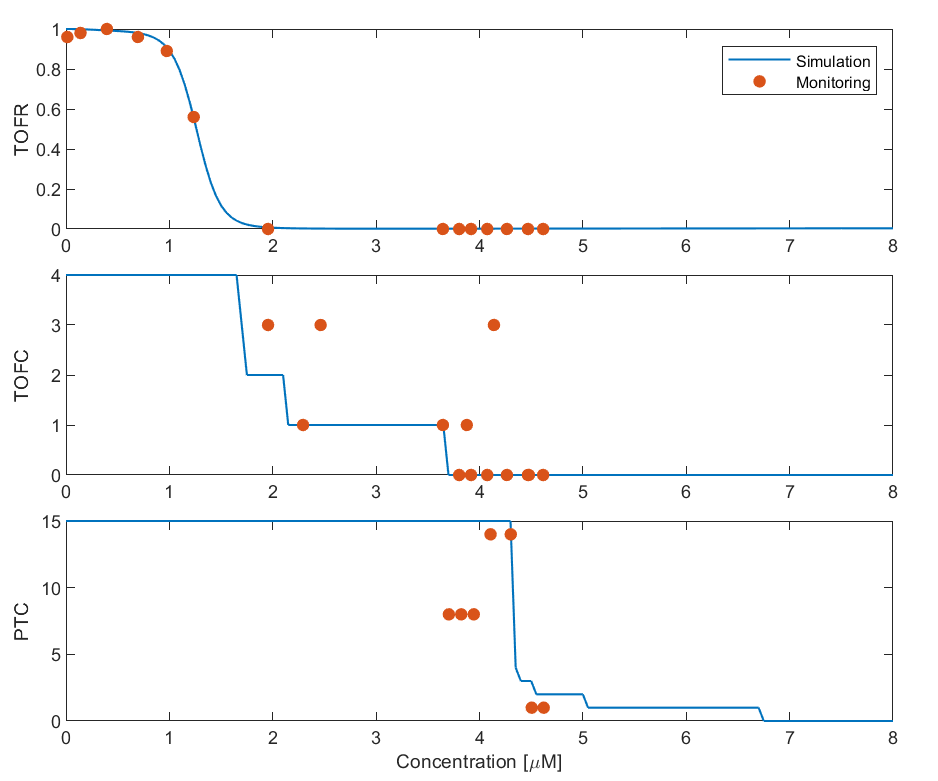 1
0.8
0.6
0.4
0.2
0
TOFR
Simulation
Monitoring
0 1 2 3 4 5 6 7 8
4
3
2
1
0
TOFC
0 1 2 3 4 5 6 7 8
15
10
5
0
PTC
0 1 2 3 4 5 6 7 8
Concentration [μM]